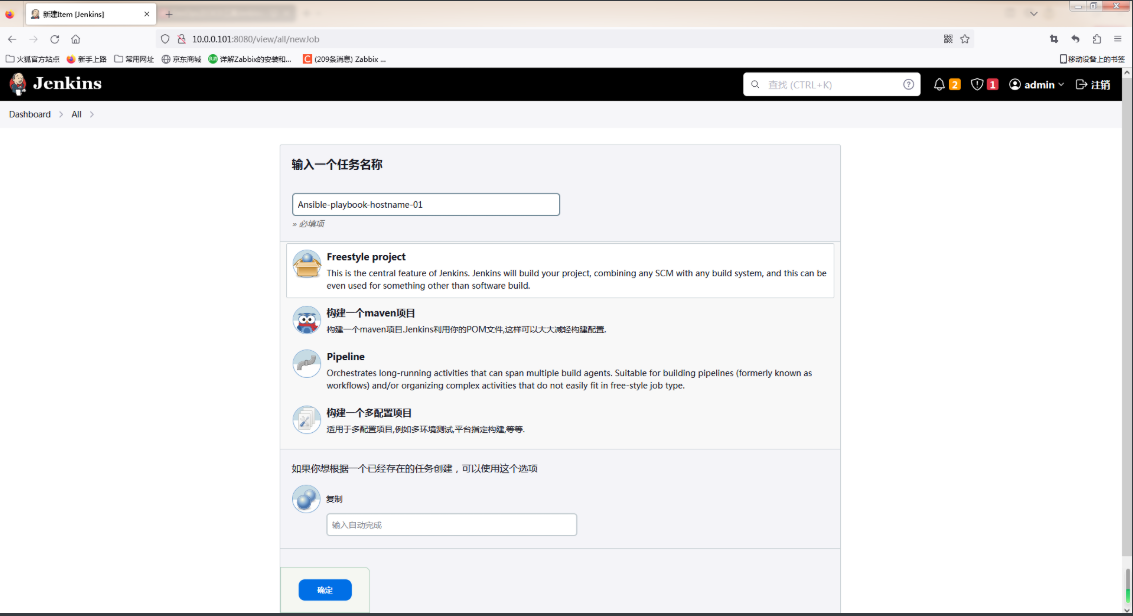 新建Item [Jenkins]
10.0.0.101:8080/view/all/newJob
火狐官方站点 新手上路 常用网址 京东商城 详解Zabbix的安装和... (209条消息) Zabbix ... 移动设备上的书签
Jenkins
查找 (CTRL+K)
2 1 admin 注销
Dashboard All
输入一个任务名称
Ansible-playbook-hostname-01
» 必填项
Freestyle project
This is the central feature of Jenkins. Jenkins will build your project, combining any SCM with any build system, and this can be
even used for something other than software build.
构建一个maven项目
构建一个maven项目.Jenkins利用你的POM文件,这样可以大大减轻构建配置.
Pipeline
Orchestrates long-running activities that can span multiple build agents. Suitable for building pipelines (formerly known as
workflows) and/or organizing complex activities that do not easily fit in free-style job type.
构建一个多配置项目
适用于多配置项目,例如多环境测试,平台指定构建,等等.
如果你想根据一个已经存在的任务创建，可以使用这个选项
复制
输入自动完成
确定